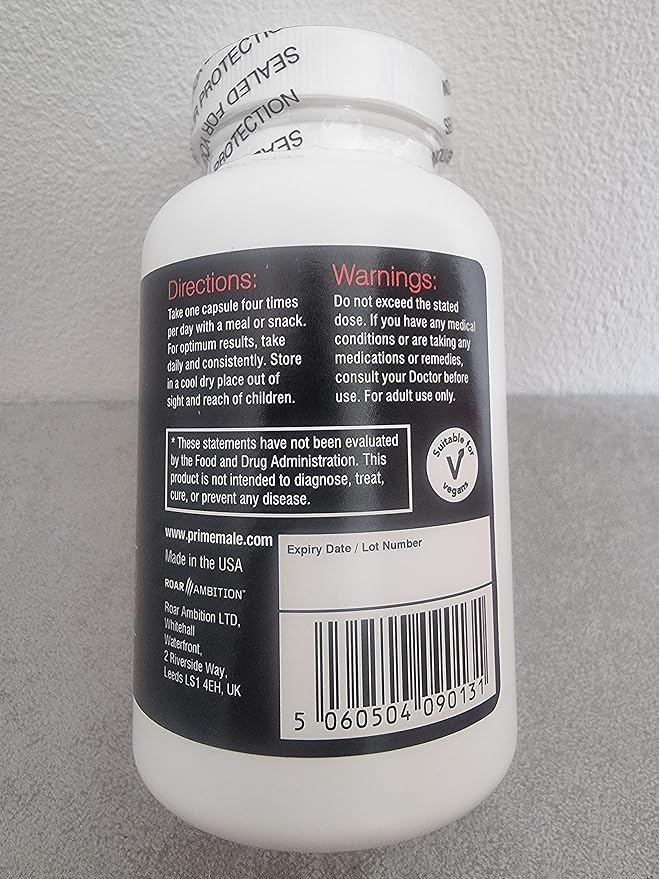 R PROTECTIO
SEALED FOR YOU
PROTECTION
SEALE
Directions:
Take one capsule four times
per day with a meal or snack.
For optimum results, take
daily and consistently. Store
in a cool dry place out of
sight and reach of children.
Warnings:
Do not exceed the stated
dose. If you have any medical
conditions or are taking any
medications or remedies,
consult your Doctor before
use. For adult use only.
* These statements have not been evaluated
by the Food and Drug Administration. This
product is not intended to diagnose, treat,
cure, or prevent any disease.
Suitable for
V
vegans
www.primemale.com
Made in the USA
ROAR AMBITION™
Roar Ambition LTD,
Whitehall
Waterfront,
2 Riverside Way,
Leeds LS1 4EH, UK
Expiry Date / Lot Number
5 060504 090131